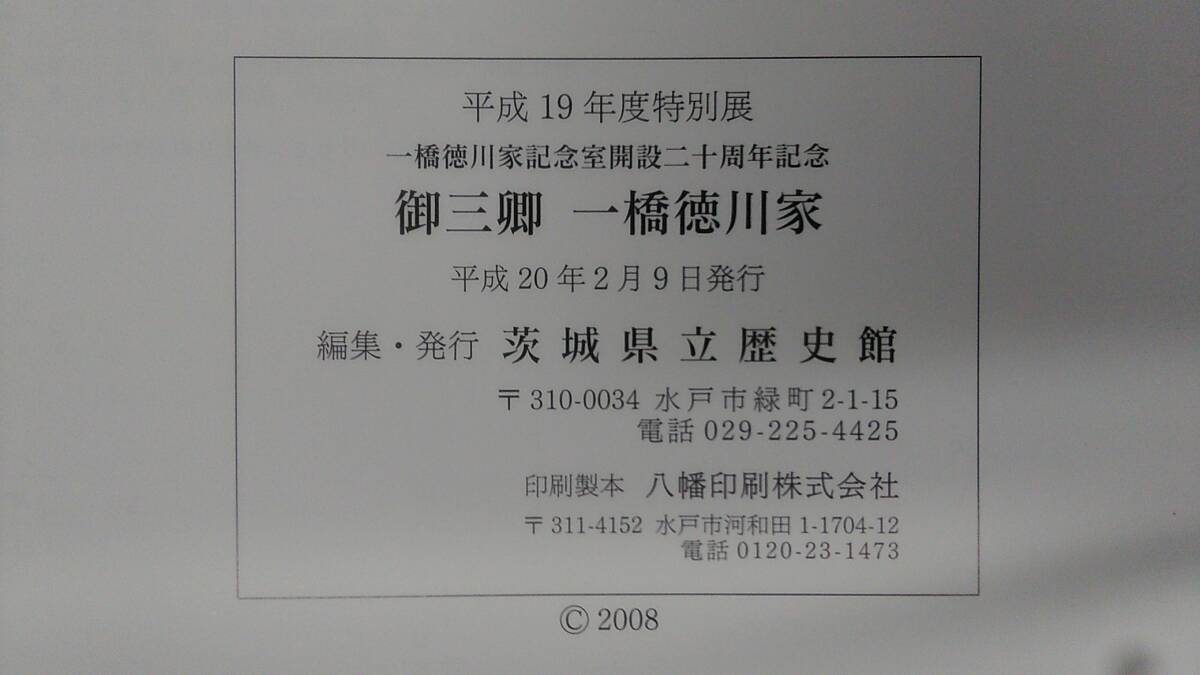 平成 19 年度特別展
一橋徳川家記念室開設二十周年記念
御三卿 一橋徳川家
平成 20 年 2 月 9 日発行
編集・発行 茨城県立歴史館
〒310-0034 水戸市緑町 2-1-15
電話 029-225-4425
印刷製本 八幡印刷株式会社
〒311-4152 水戸市河和田 1-1704-12
電話 0120-23-1473
© 2008